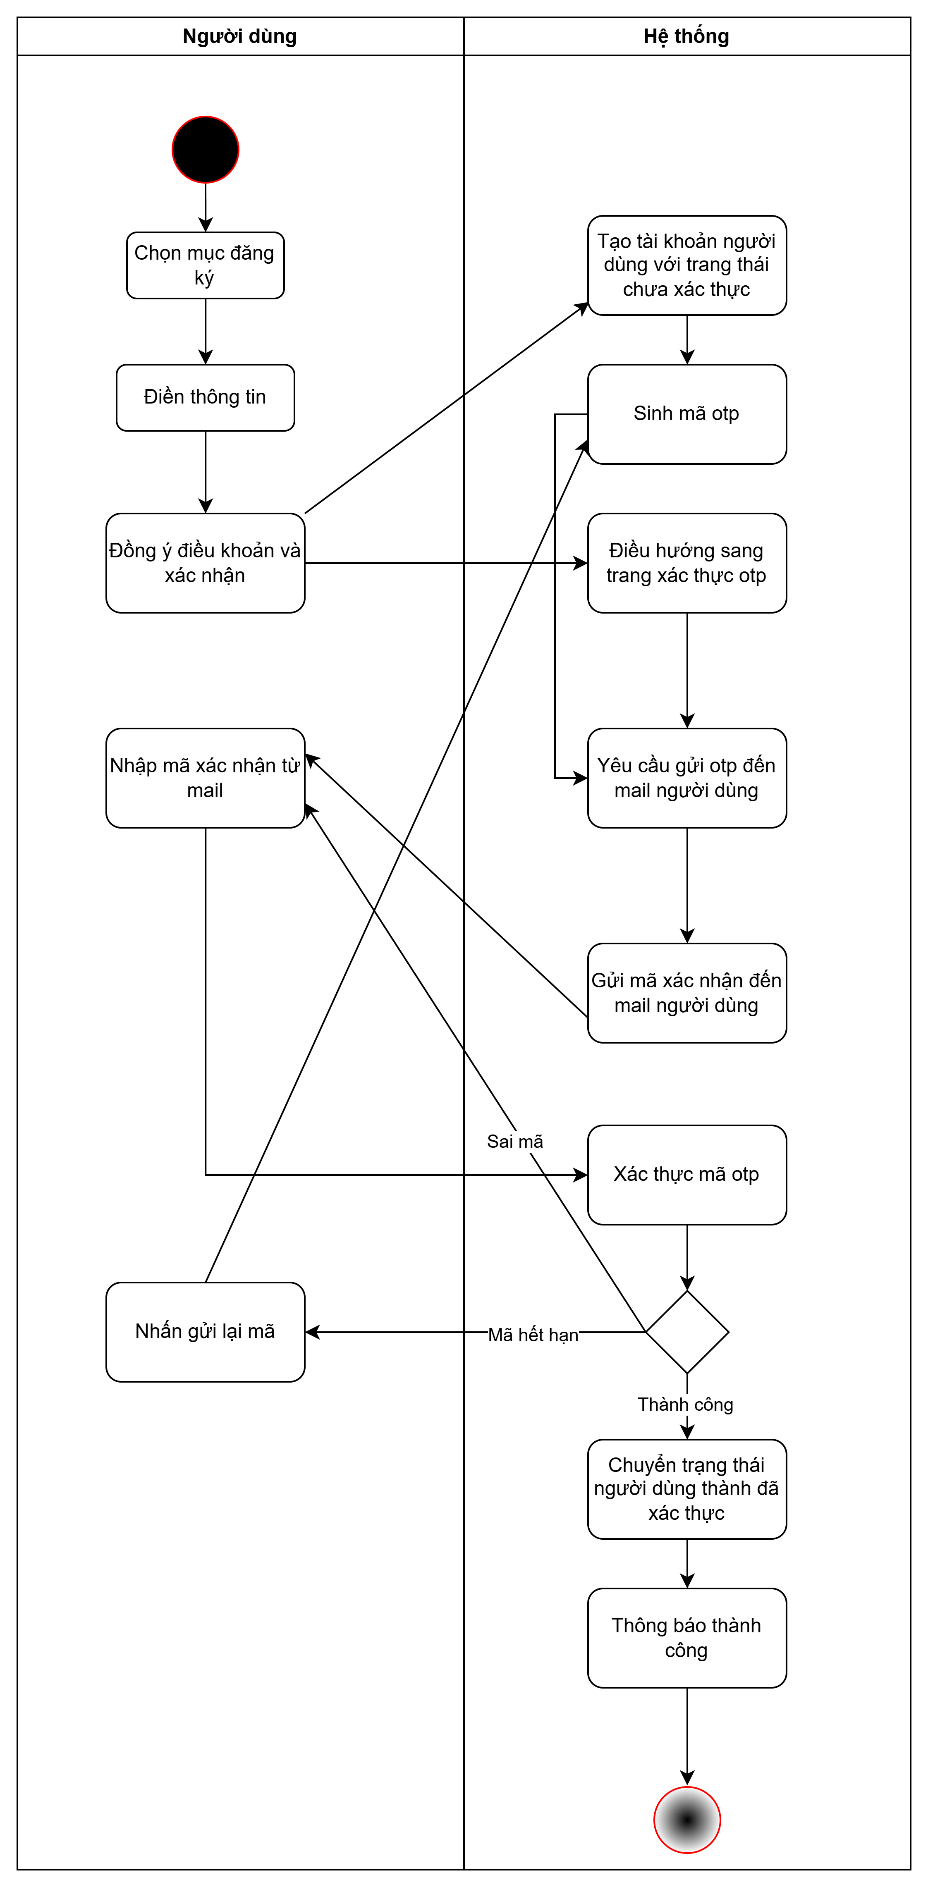 Người dùng
Hệ thống
Chọn mục đăng
ký
Điền thông tin
Đồng ý điều khoản và
xác nhận
Tạo tài khoản người
dùng với trang thái
chưa xác thực
Sinh mã otp
Điều hướng sang
trang xác thực otp
Nhập mã xác nhận từ
mail
Yêu cầu gửi otp đến
mail người dùng
Gửi mã xác nhận đến
mail người dùng
Sai mã
Xác thực mã otp
Nhấn gửi lại mã
Mã hết hạn
Thành công
Chuyển trạng thái
người dùng thành đã
xác thực
Thông báo thành
công